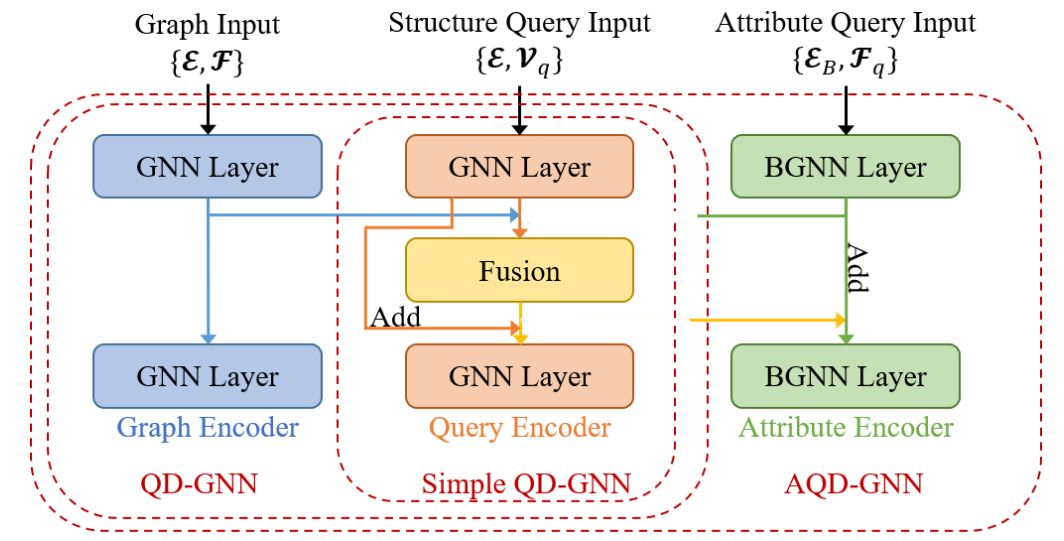 Graph Input
Structure Query Input
Attribute Query Input
{𝓔, 𝓕}
{𝓔, 𝓥_q}
{𝓔_B, 𝓕_q}
GNN Layer
GNN Layer
BGNN Layer
Fusion
Add
Add
GNN Layer
GNN Layer
BGNN Layer
Graph Encoder
Query Encoder
Attribute Encoder
QD-GNN
Simple QD-GNN
AQD-GNN